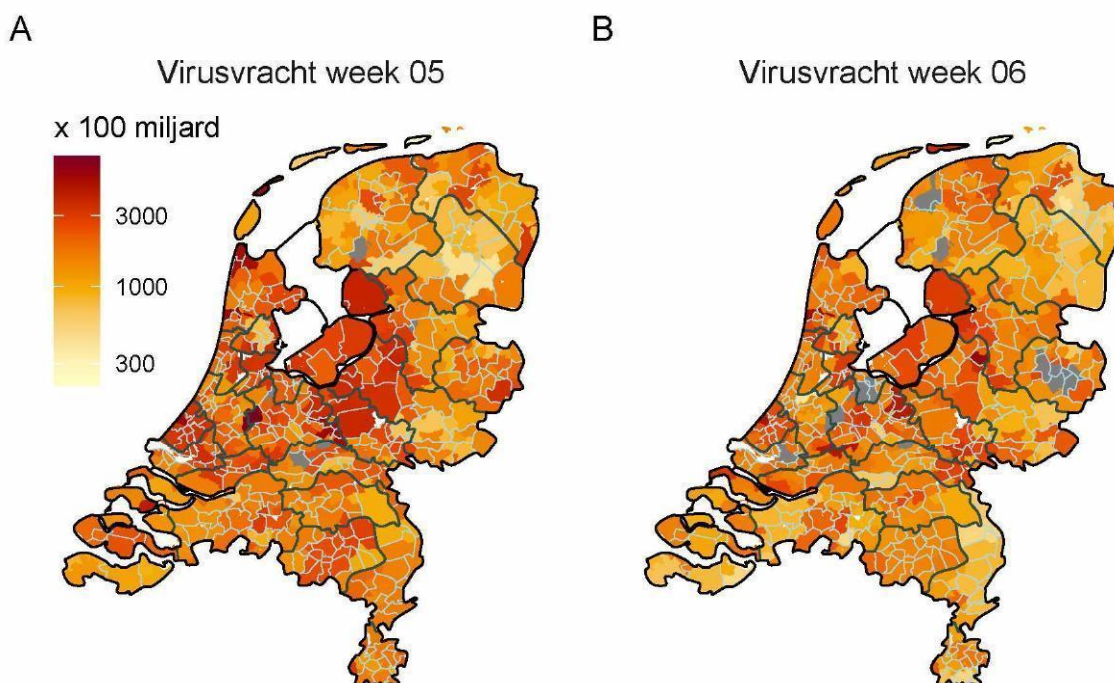 A
Virusvracht week 05
x 100 miljard
3000
1000
300
B
Virusvracht week 06